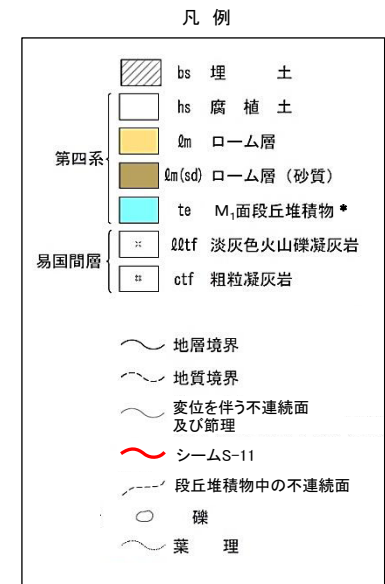 凡 例
bs 埋 土
hs 腐 植 土
第四系
ℓm ローム層
ℓm(sd) ローム層（砂質）
te M₁面段丘堆積物 *
易国間層
ℓℓtf 淡灰色火山礫凝灰岩
ctf 粗粒凝灰岩
地層境界
地質境界
変位を伴う不連続面
及び節理
シームS-11
段丘堆積物中の不連続面
礫
葉 理